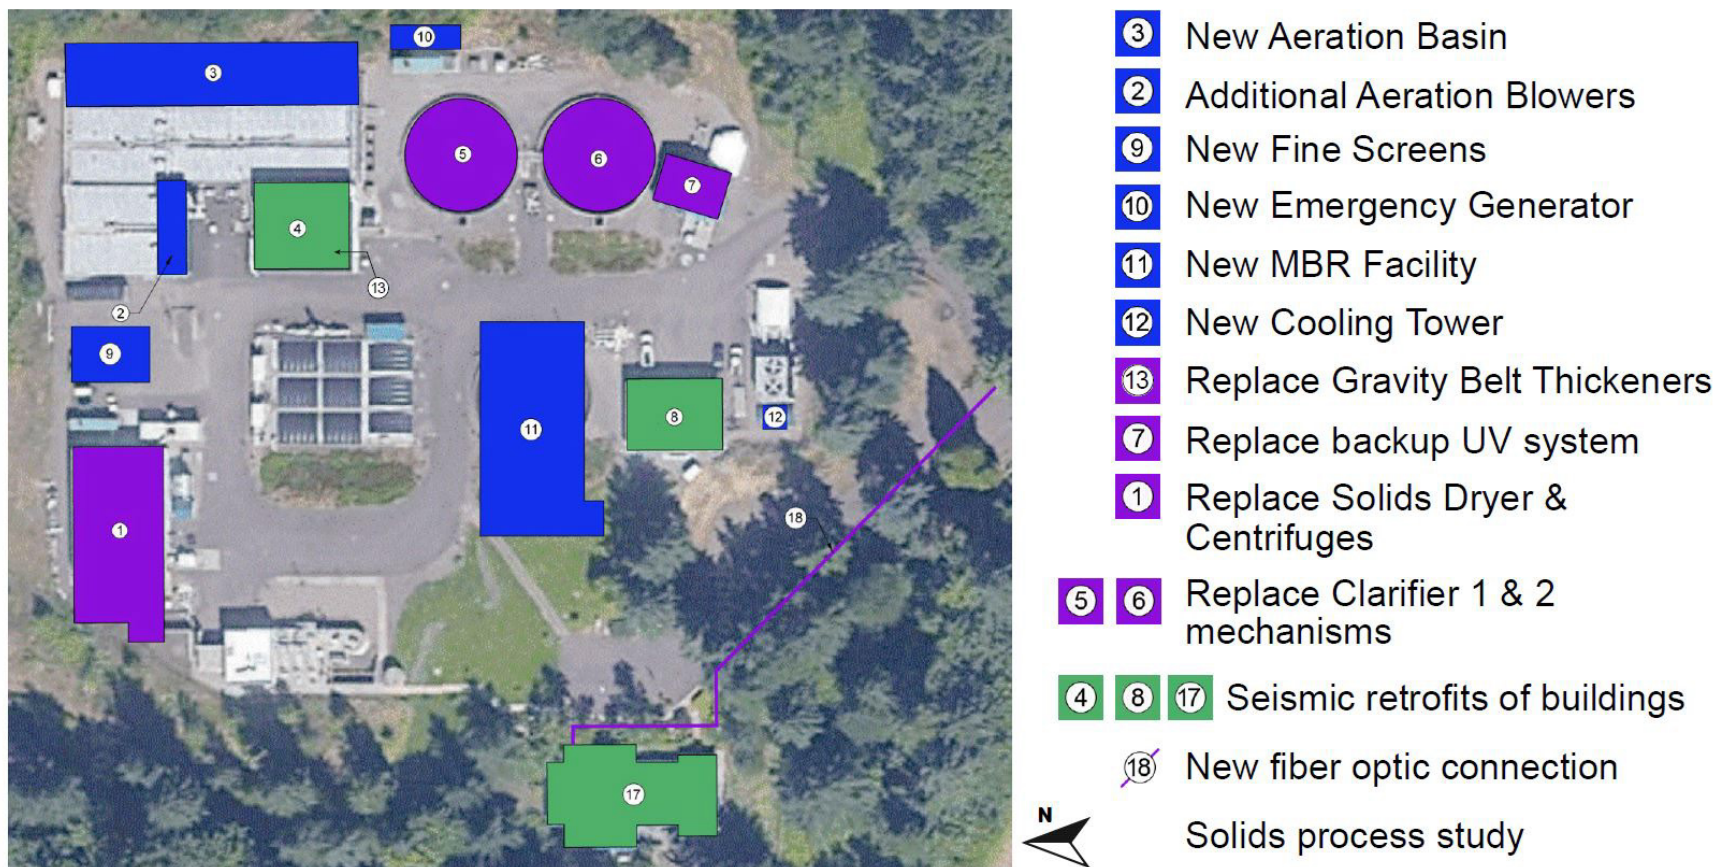 10
3
5
6
7
4
13
2
9
8
12
11
1
18
17
3 New Aeration Basin
2 Additional Aeration Blowers
9 New Fine Screens
10 New Emergency Generator
11 New MBR Facility
12 New Cooling Tower
13 Replace Gravity Belt Thickeners
7 Replace backup UV system
1 Replace Solids Dryer &
Centrifuges
5 6 Replace Clarifier 1 & 2
mechanisms
4 8 17 Seismic retrofits of buildings
18 New fiber optic connection
N
Solids process study